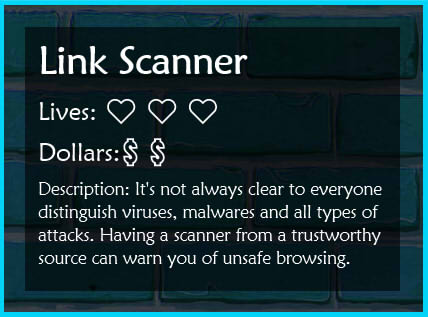 Link Scanner
Lives: ♡ ♡ ♡
Dollars: $ $
Description: It's not always clear to everyone
distinguish viruses, malwares and all types of
attacks. Having a scanner from a trustworthy
source can warn you of unsafe browsing.